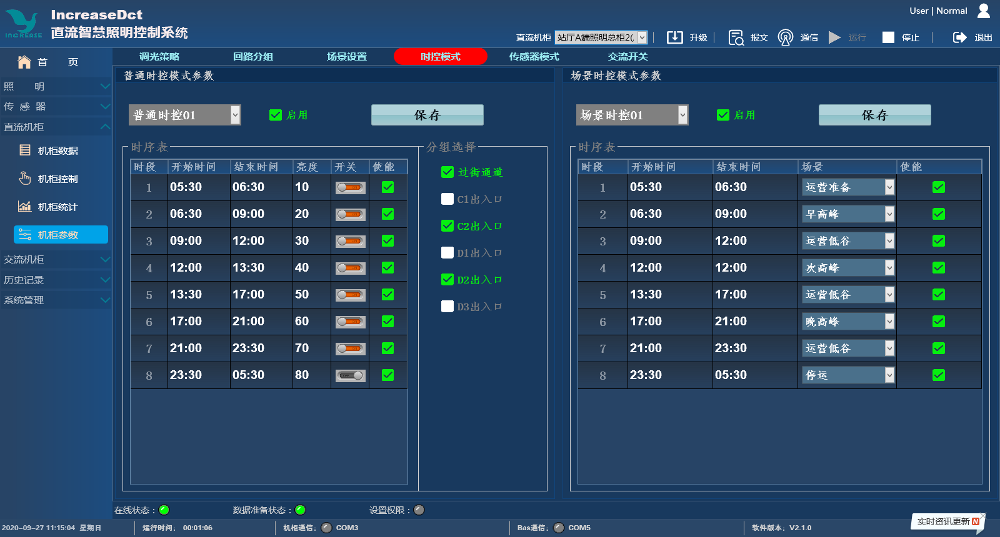 IncreaseDct
直流智慧照明控制系统
INCREASE
User | Normal
直流机柜 站厅A端照明总柜2(. 升级 报文 通信 运行 停止 退出
首 页
照 明
传 感 器
直流机柜
机柜数据
机柜控制
机柜统计
机柜参数
交流机柜
历史记录
系统管理
调光策略 回路分组 场景设置 时控模式 传感器模式 交流开关
普通时控模式参数
普通时控01 启用 保存
时序表
时段 开始时间 结束时间 亮度 开关 使能
1 05:30 06:30 10
2 06:30 09:00 20
3 09:00 12:00 30
4 12:00 13:30 40
5 13:30 17:00 50
6 17:00 21:00 60
7 21:00 23:30 70
8 23:30 05:30 80
分组选择
过街通道
C1出入口
C2出入口
D1出入口
D2出入口
D3出入口
场景时控模式参数
场景时控01 启用 保存
时序表
时段 开始时间 结束时间 场景 使能
1 05:30 06:30 运营准备
2 06:30 09:00 早高峰
3 09:00 12:00 运营低谷
4 12:00 12:00 次高峰
5 13:30 17:00 运营低谷
6 17:00 21:00 晚高峰
7 21:00 23:30 运营低谷
8 23:30 05:30 停运
在线状态： 数据准备状态： 设置权限：
2020-09-27 11:15:04 星期日 运行时间： 00:01:06 机柜通信： COM3 Bas通信： COM5 软件版本： V2.1.0
实时资讯更新 N